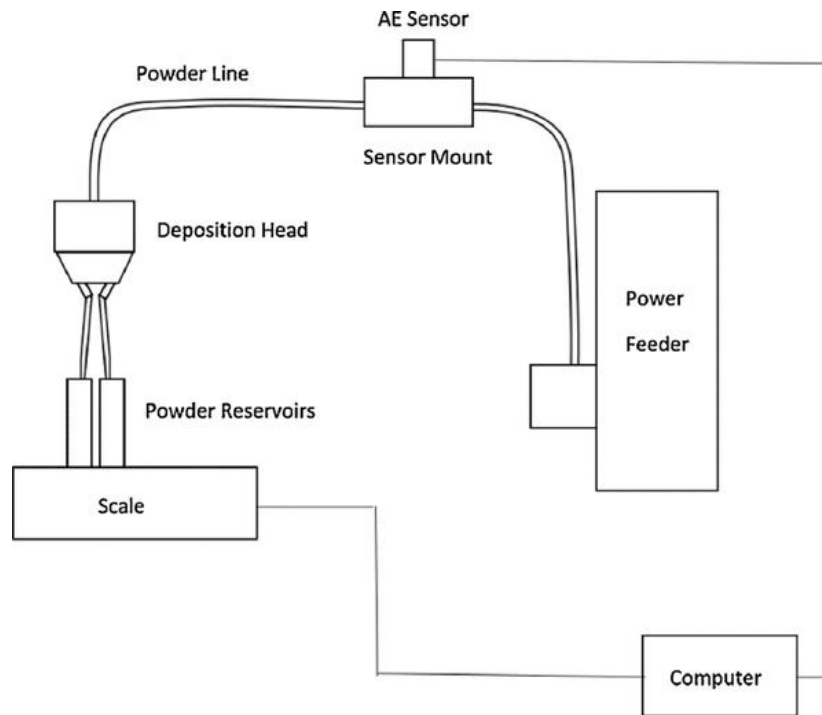 AE Sensor
Powder Line
Sensor Mount
Deposition Head
Power
Feeder
Powder Reservoirs
Scale
Computer